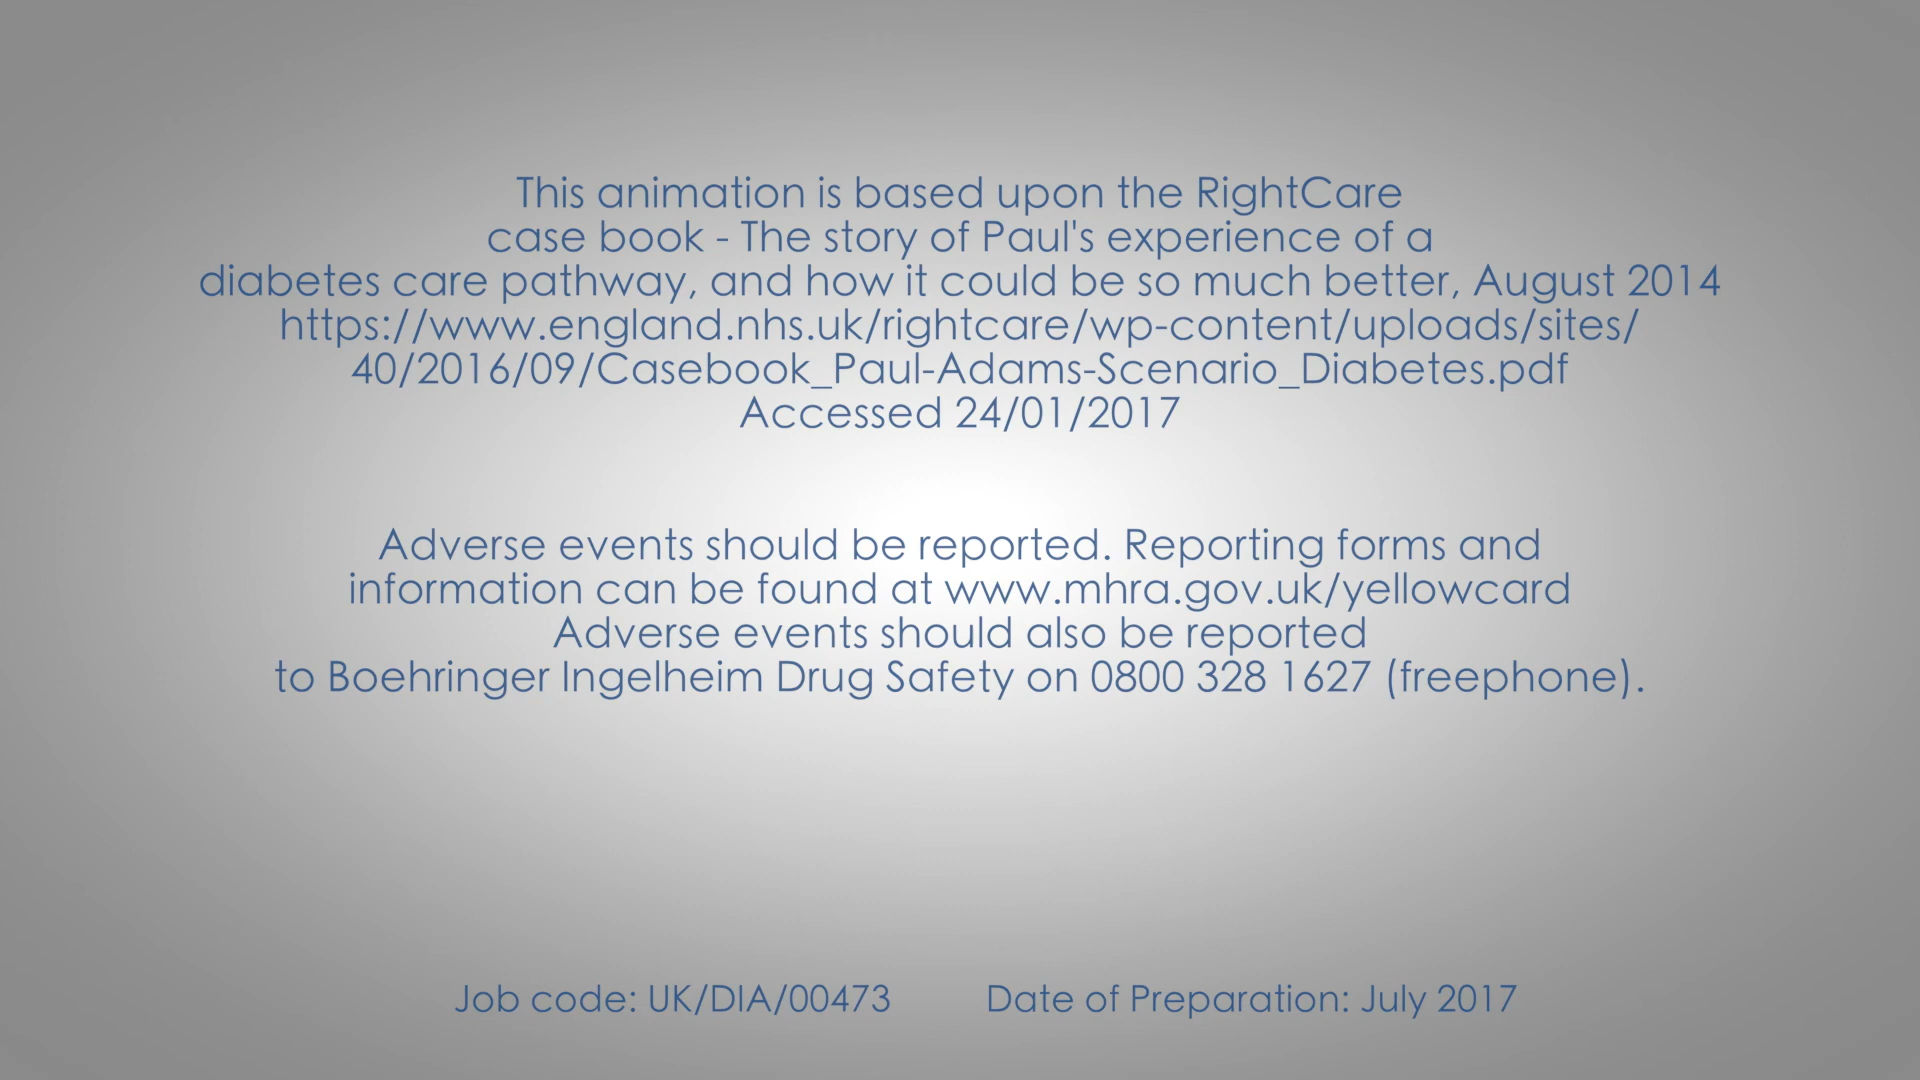 This animation is based upon the RightCare
case book - The story of Paul's experience of a
diabetes care pathway, and how it could be so much better, August 2014
https://www.england.nhs.uk/rightcare/wp-content/uploads/sites/
40/2016/09/Casebook_Paul-Adams-Scenario_Diabetes.pdf
Accessed 24/01/2017
Adverse events should be reported. Reporting forms and
information can be found at www.mhra.gov.uk/yellowcard
Adverse events should also be reported
to Boehringer Ingelheim Drug Safety on 0800 328 1627 (freephone).
Job code: UK/DIA/00473 Date of Preparation: July 2017